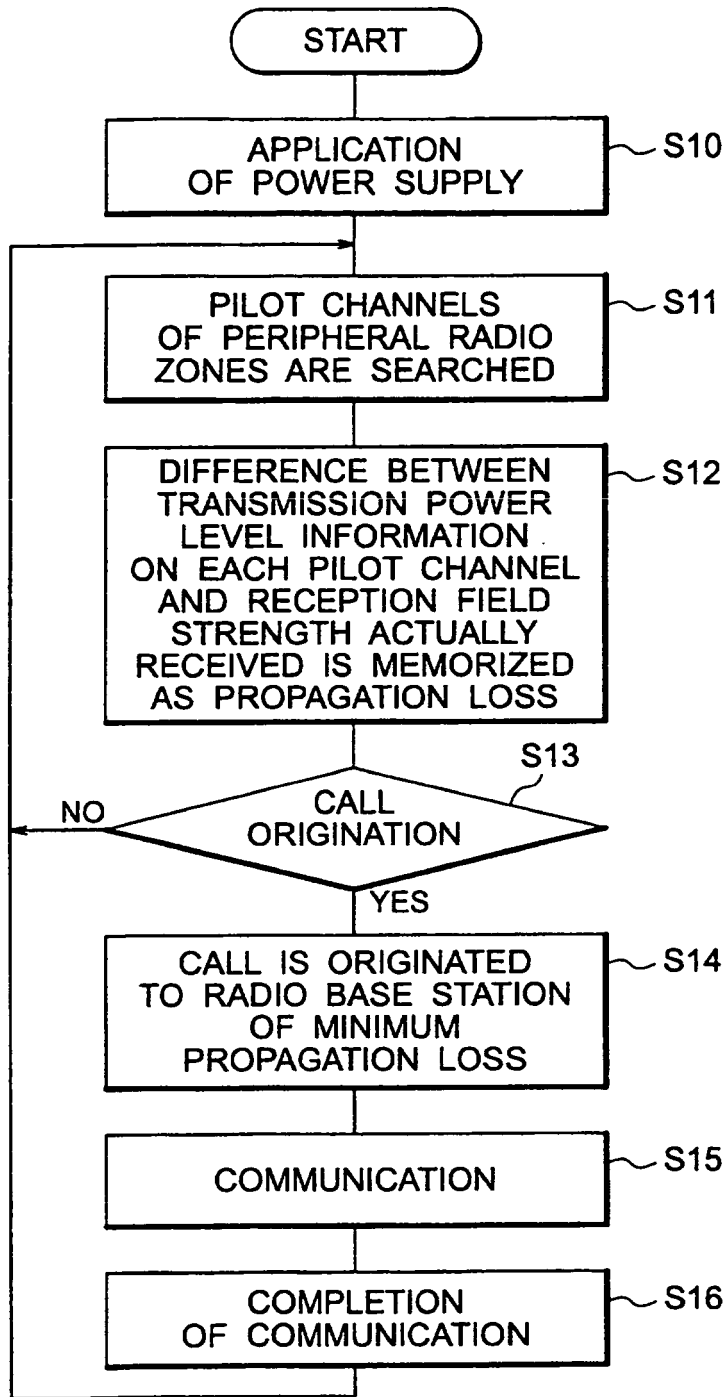 START
APPLICATION
OF POWER SUPPLY
S10
PILOT CHANNELS
OF PERIPHERAL RADIO
ZONES ARE SEARCHED
S11
DIFFERENCE BETWEEN
TRANSMISSION POWER
LEVEL INFORMATION
ON EACH PILOT CHANNEL
AND RECEPTION FIELD
STRENGTH ACTUALLY
RECEIVED IS MEMORIZED
AS PROPAGATION LOSS
S12
S13
CALL
ORIGINATION
NO
YES
CALL IS ORIGINATED
TO RADIO BASE STATION
OF MINIMUM
PROPAGATION LOSS
S14
COMMUNICATION
S15
COMPLETION
OF COMMUNICATION
S16